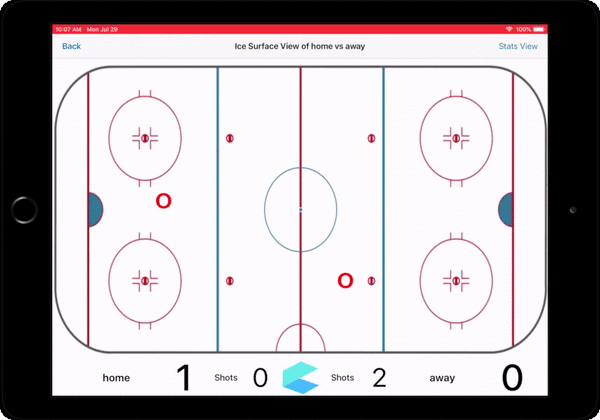 10:07 AM Mon Jul 29 100%
Back Ice Surface View of home vs away Stats View
O
O
home 1 Shots 0 Shots 2 away 0